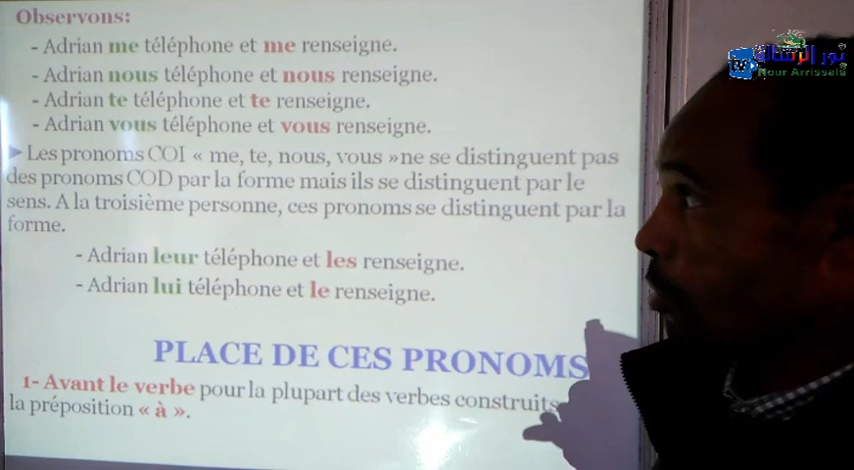 Observons:
- Adrian me téléphone et me renseigne.
- Adrian nous téléphone et nous renseigne.
- Adrian te téléphone et te renseigne.
- Adrian vous téléphone et vous renseigne.
Les pronoms COI « me, te, nous, vous »ne se distinguent pas
des pronoms COD par la forme mais ils se distinguent par le
sens. A la troisième personne, ces pronoms se distinguent par la
forme.
- Adrian leur téléphone et les renseigne.
- Adrian lui téléphone et le renseigne.
PLACE DE CES PRONOMS
1- Avant le verbe pour la plupart des verbes construits
la préposition « à ».
نور الرسالة
Nour Arrissala